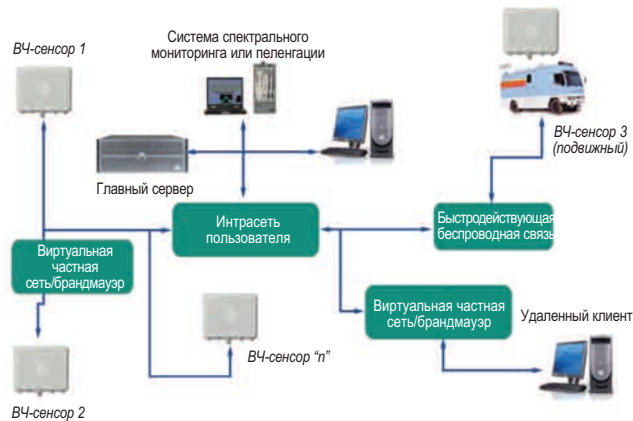 ВЧ-сенсор 1
Система спектрального
мониторинга или пеленгации
ВЧ-сенсор 3
(подвижный)
Главный сервер
Интрасеть
пользователя
Быстродействующая
беспроводная связь
Виртуальная
частная
сеть/брандмауэр
Виртуальная частная
сеть/брандмауэр
Удаленный клиент
ВЧ-сенсор “n”
ВЧ-сенсор 2